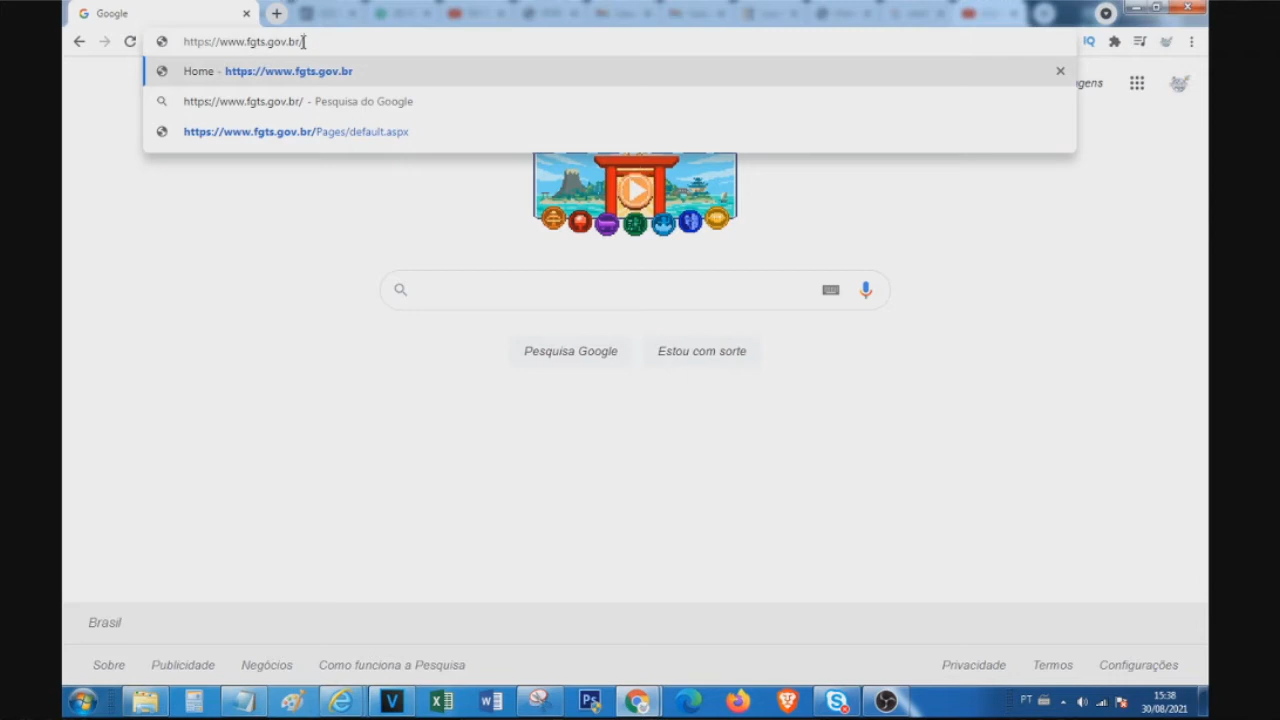 Google
https://www.fgts.gov.br/
IQ
Home - https://www.fgts.gov.br
https://www.fgts.gov.br/ - Pesquisa do Google
https://www.fgts.gov.br/Pages/default.aspx
gens
Pesquisa Google
Estou com sorte
Brasil
Sobre
Publicidade
Negócios
Como funciona a Pesquisa
Privacidade
Termos
Configurações
PT
15:38
30/08/2021